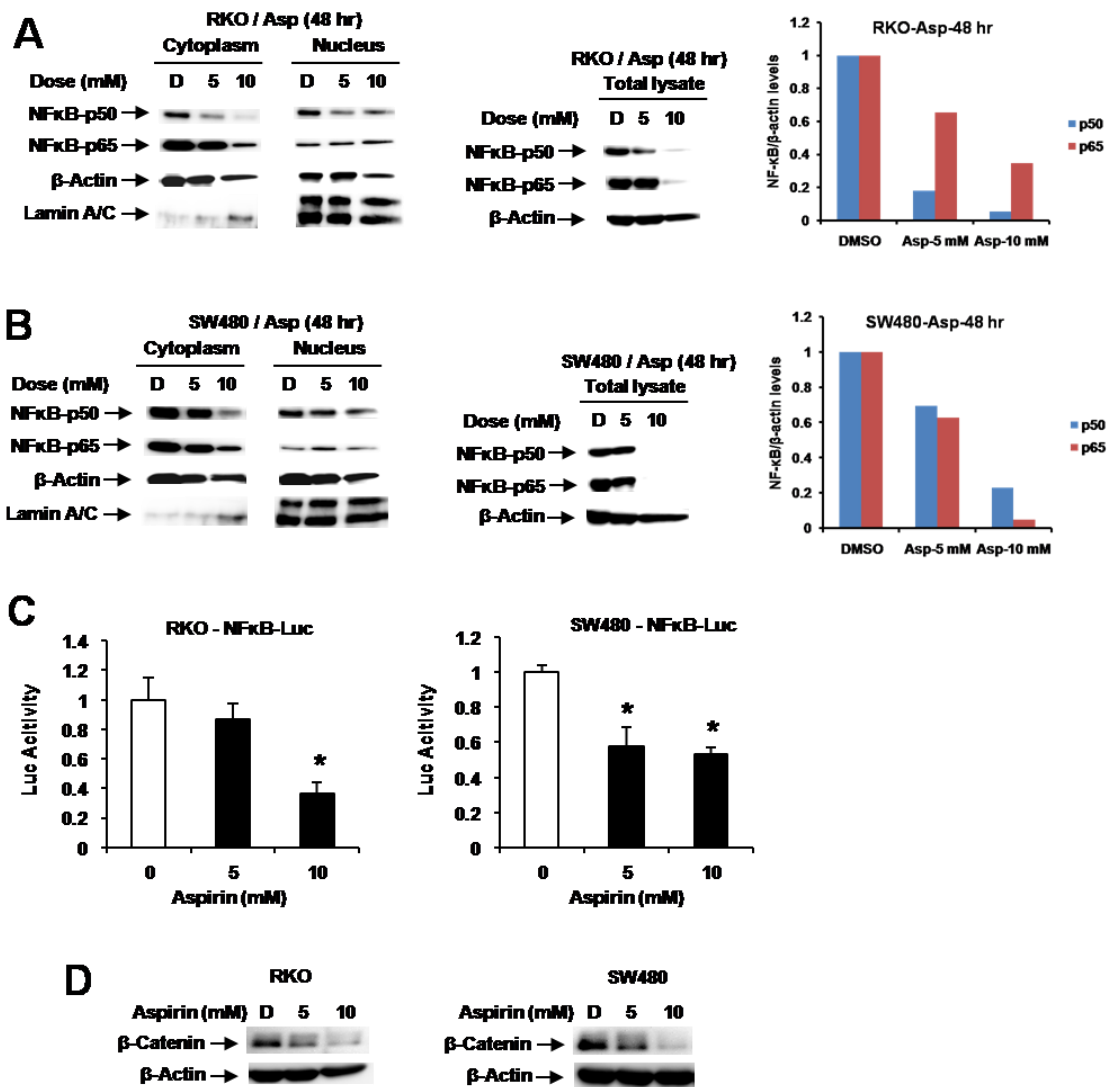 A
RKO / Asp (48 hr)
Cytoplasm Nucleus
Dose (mM) D 5 10 D 5 10
NFκB-p50
NFκB-p65
β-Actin
Lamin A/C
RKO / Asp (48 hr)
Total lysate
Dose (mM) D 5 10
NFκB-p50
NFκB-p65
β-Actin
RKO-Asp-48 hr
NF-κB/β-actin levels
1.2
1
0.8
0.6
0.4
0.2
0
DMSO Asp-5 mM Asp-10 mM
p50
p65
B
SW480 / Asp (48 hr)
Cytoplasm Nucleus
Dose (mM) D 5 10 D 5 10
NFκB-p50
NFκB-p65
β-Actin
Lamin A/C
SW480 / Asp (48 hr)
Total lysate
Dose (mM) D 5 10
NFκB-p50
NFκB-p65
β-Actin
SW480-Asp-48 hr
NF-κB/β-actin levels
1.2
1
0.8
0.6
0.4
0.2
0
DMSO Asp-5 mM Asp-10 mM
p50
p65
C
RKO - NFκB-Luc
Luc Acitivity
1.4
1.2
1
0.8
0.6
0.4
0.2
0
*
0 5 10
Aspirin (mM)
SW480 - NFκB-Luc
Luc Acitivity
1.2
1
0.8
0.6
0.4
0.2
0
* *
0 5 10
Aspirin (mM)
D
RKO
Aspirin (mM) D 5 10
β-Catenin
β-Actin
SW480
Aspirin (mM) D 5 10
β-Catenin
β-Actin